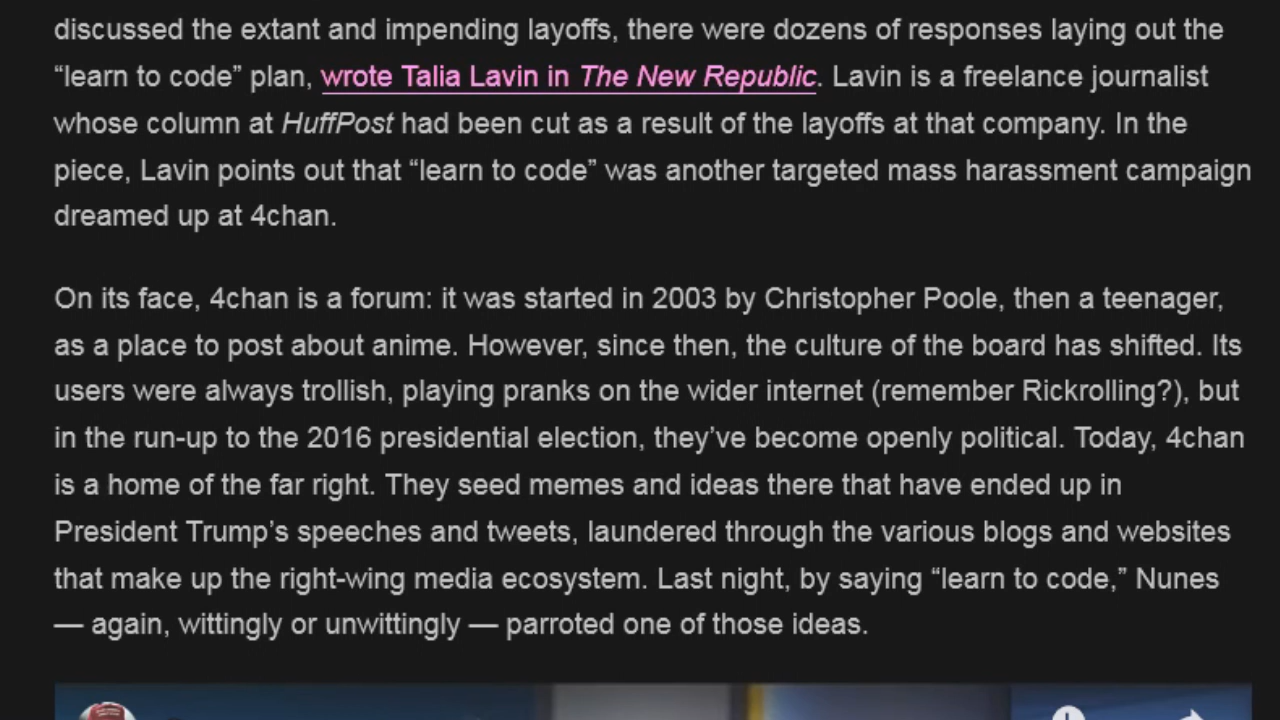 discussed the extant and impending layoffs, there were dozens of responses laying out the
“learn to code” plan, wrote Talia Lavin in The New Republic. Lavin is a freelance journalist
whose column at HuffPost had been cut as a result of the layoffs at that company. In the
piece, Lavin points out that “learn to code” was another targeted mass harassment campaign
dreamed up at 4chan.
On its face, 4chan is a forum: it was started in 2003 by Christopher Poole, then a teenager,
as a place to post about anime. However, since then, the culture of the board has shifted. Its
users were always trollish, playing pranks on the wider internet (remember Rickrolling?), but
in the run-up to the 2016 presidential election, they’ve become openly political. Today, 4chan
is a home of the far right. They seed memes and ideas there that have ended up in
President Trump’s speeches and tweets, laundered through the various blogs and websites
that make up the right-wing media ecosystem. Last night, by saying “learn to code,” Nunes
— again, wittingly or unwittingly — parroted one of those ideas.